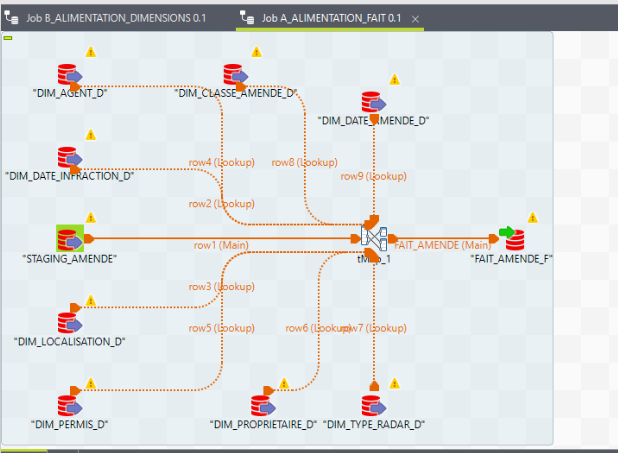 Job B_ALIMENTATION_DIMENSIONS 0.1
Job A_ALIMENTATION_FAIT 0.1
"DIM_AGENT_D"
"DIM_CLASSE_AMENDE_D"
"DIM_DATE_AMENDE_D"
row4 (Lookup)
row8 (Lookup)
"DIM_DATE_INFRACTION_D"
row9 (Lookup)
row2 (Lookup)
row1 (Main)
FAIT_AMENDE (Main)
"STAGING_AMENDE"
tMap_1
"FAIT_AMENDE_F"
row3 (Lookup)
row5 (Lookup)
row6 (Lookup)
row7 (Lookup)
"DIM_LOCALISATION_D"
"DIM_PERMIS_D"
"DIM_PROPRIETAIRE_D"
"DIM_TYPE_RADAR_D"